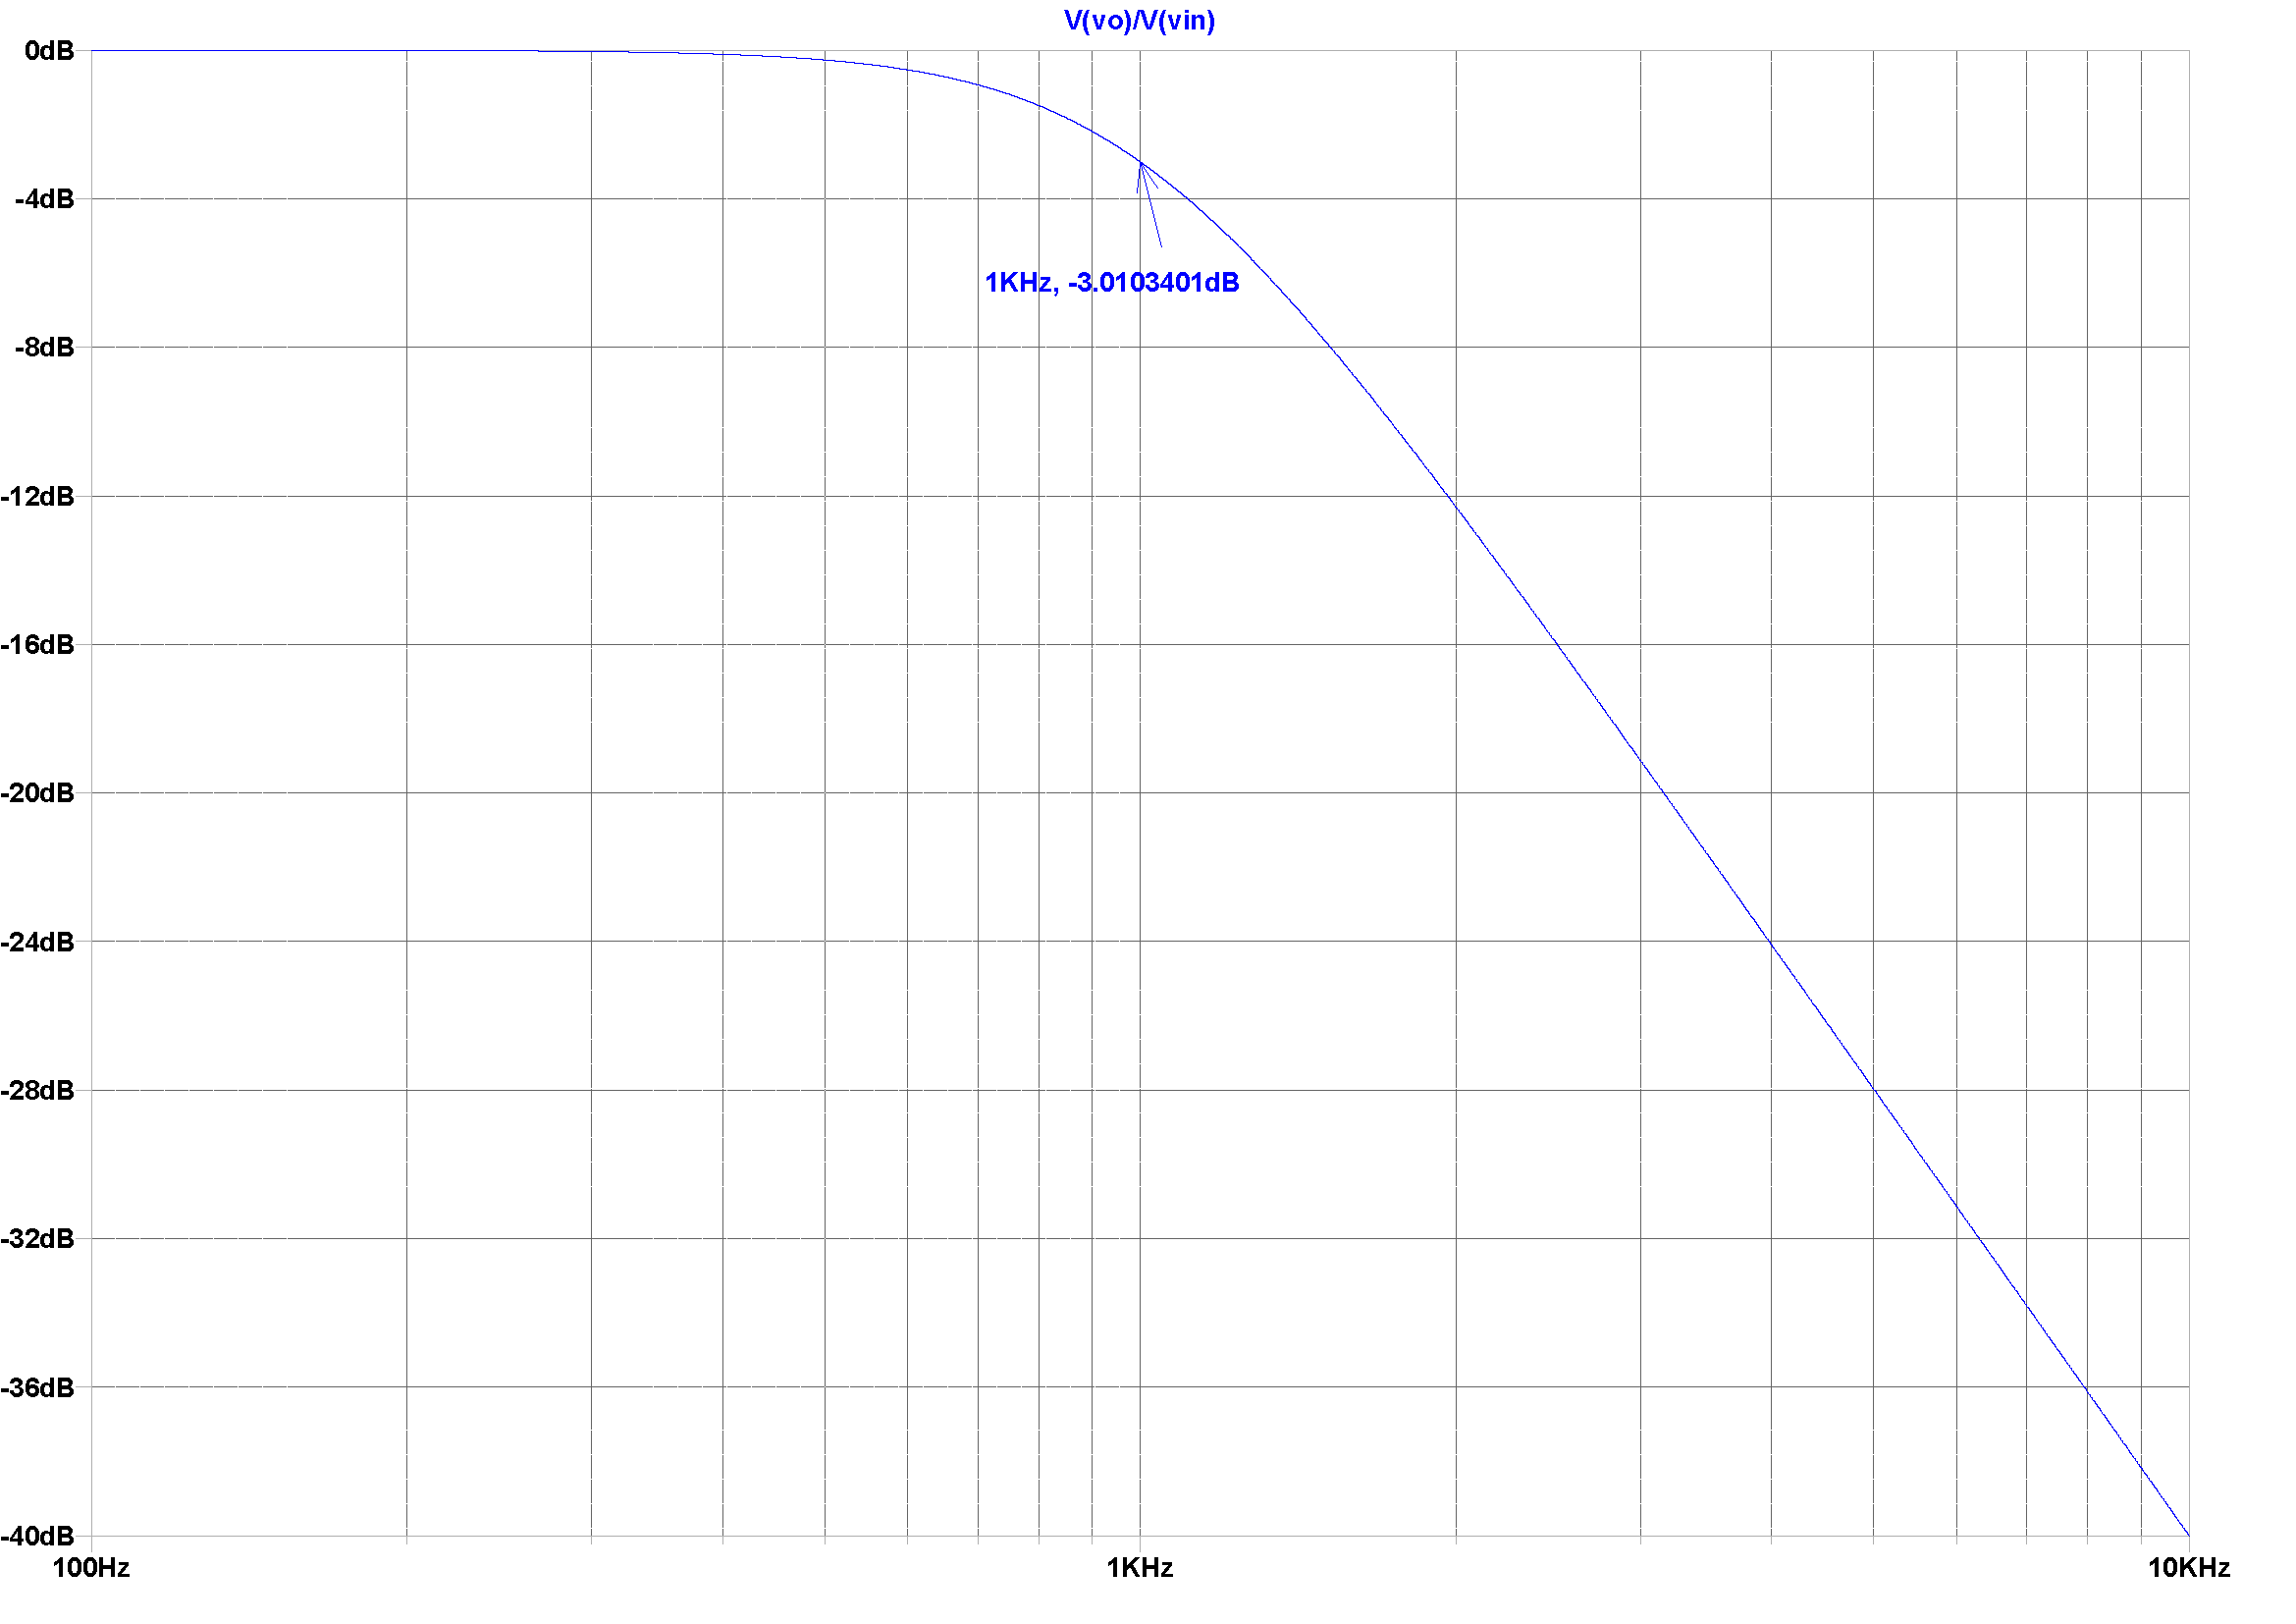 V(vo)/V(vin)
0dB
-4dB
1KHz, -3.0103401dB
-8dB
-12dB
-16dB
-20dB
-24dB
-28dB
-32dB
-36dB
-40dB
100Hz 1KHz 10KHz